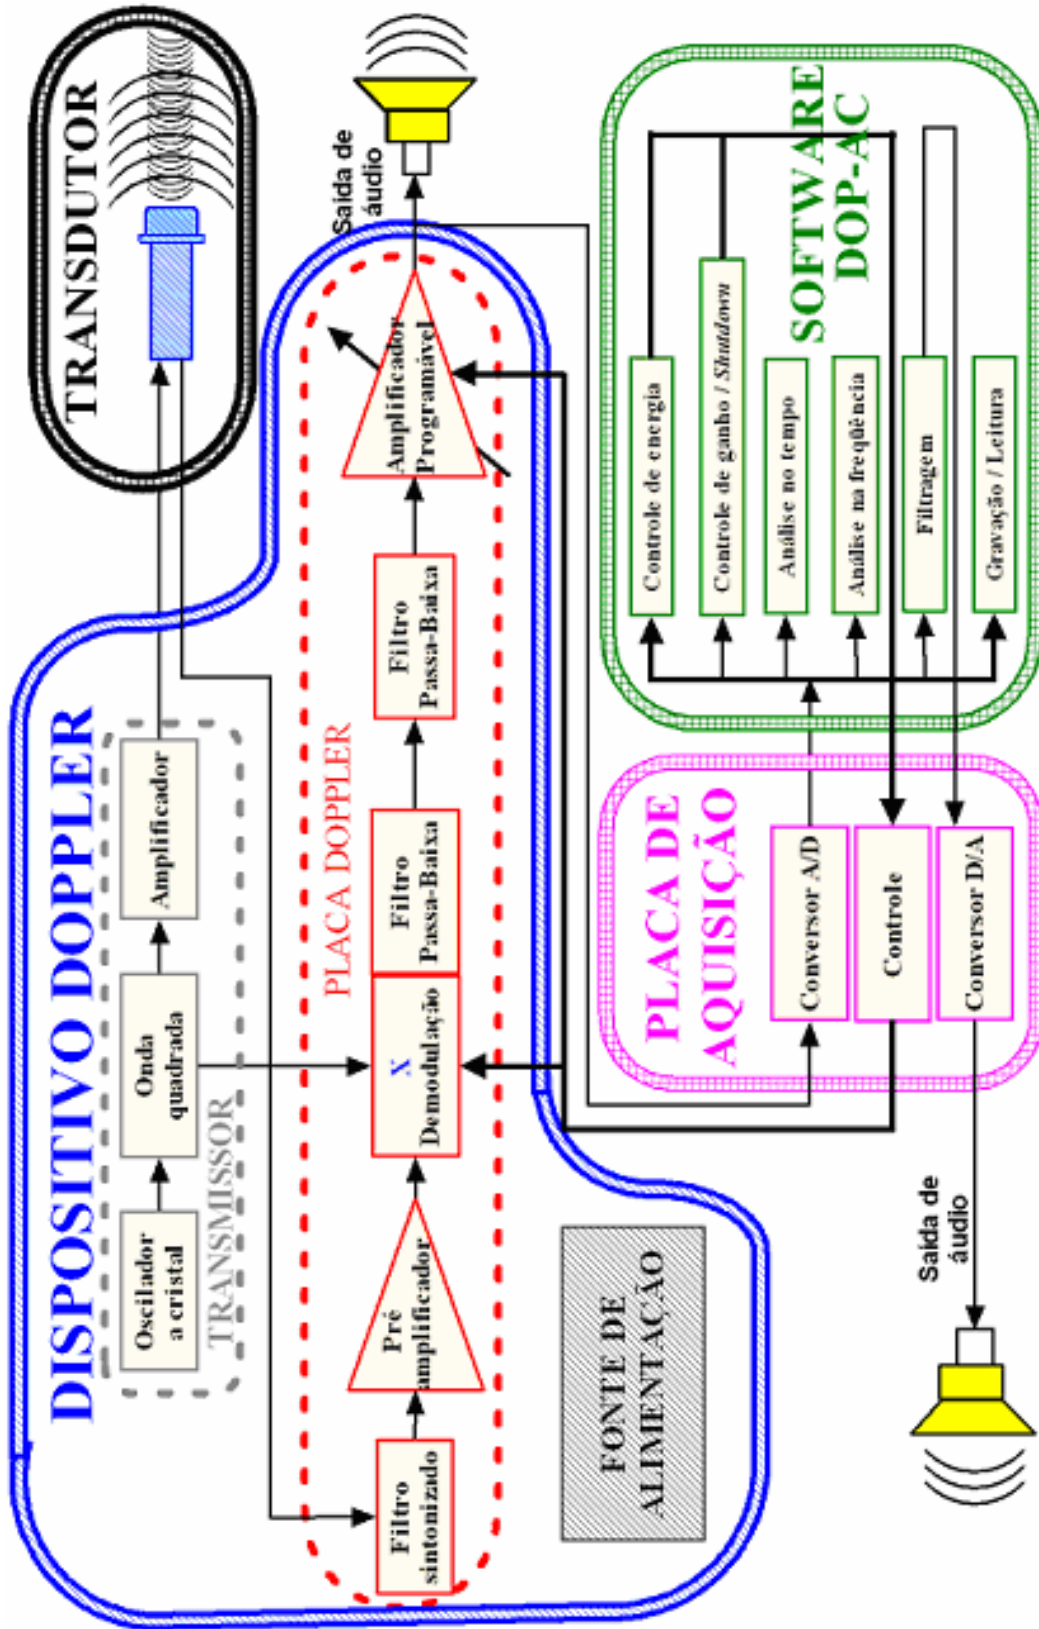 TRANSDUTOR
DISPOSITIVO DOPPLER
Oscilador
a cristal
Onda
quadrada
Amplificador
TRANSMISSOR
PLACA DOPPLER
Filtro
sintonizado
Pré
amplificador
X
Demodulação
Filtro
Passa-Baixa
Filtro
Passa-Baixa
Amplificador
Programável
Saida de
áudio
FONTE DE
ALIMENTAÇÃO
PLACA DE
AQUISIÇÃO
Conversor A/D
Controle
Conversor D/A
Saida de
áudio
SOFTWARE
DOP-AC
Controle de energia
Controle de ganho / Shutdown
Análise no tempo
Análise na freqüência
Filtragem
Gravação / Leitura